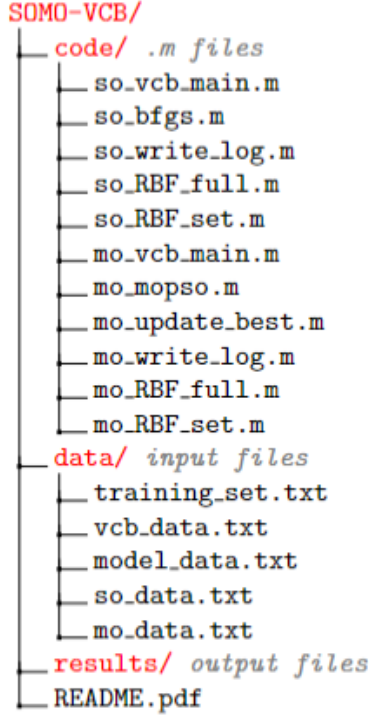 SOMO-VCB/
code/ .m files
so_vcb_main.m
so_bfgs.m
so_write_log.m
so_RBF_full.m
so_RBF_set.m
mo_vcb_main.m
mo_mopso.m
mo_update_best.m
mo_write_log.m
mo_RBF_full.m
mo_RBF_set.m
data/ input files
training_set.txt
vcb_data.txt
model_data.txt
so_data.txt
mo_data.txt
results/ output files
README.pdf